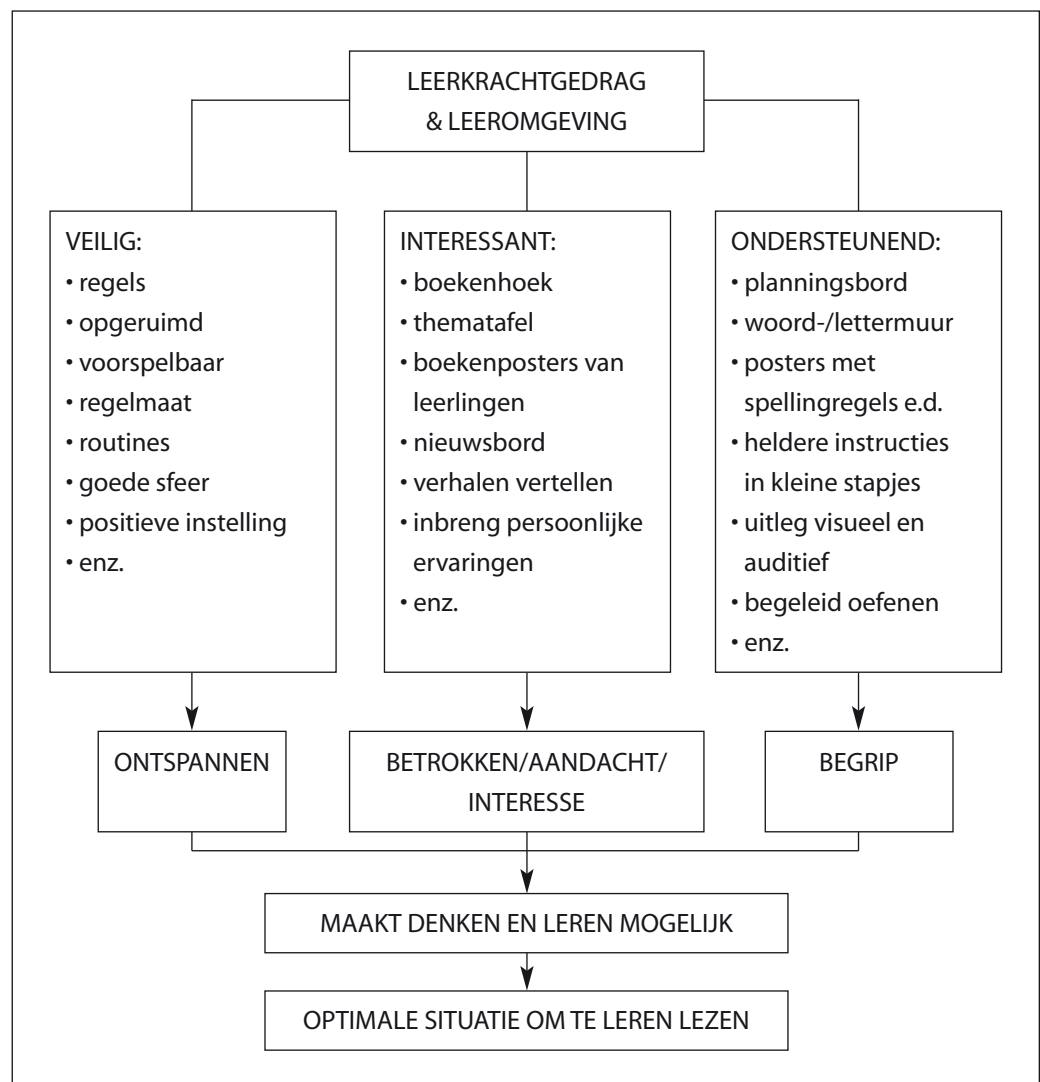 LEERKRACHTGEDRAG
& LEEROMGEVING
VEILIG:
• regels
• opgeruimd
• voorspelbaar
• regelmaat
• routines
• goede sfeer
• positieve instelling
• enz.
INTERESSANT:
• boekenhoek
• thematafel
• boekenposters van
leerlingen
• nieuwsbord
• verhalen vertellen
• inbreng persoonlijke
ervaringen
• enz.
ONDERSTEUNEND:
• planningsbord
• woord-/lettermuur
• posters met
spellingregels e.d.
• heldere instructies
in kleine stapjes
• uitleg visueel en
auditief
• begeleid oefenen
• enz.
ONTSPANNEN
BETROKKEN/AANDACHT/
INTERESSE
BEGRIP
MAAKT DENKEN EN LEREN MOGELIJK
OPTIMALE SITUATIE OM TE LEREN LEZEN